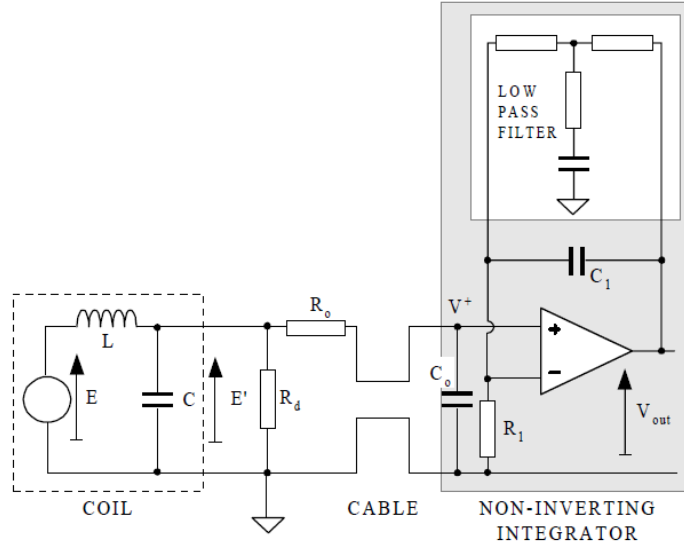 LOW
PASS
FILTER
C1
Ro
V+
L
E
C
E'
Rd
Co
R1
Vout
COIL
CABLE
NON-INVERTING
INTEGRATOR